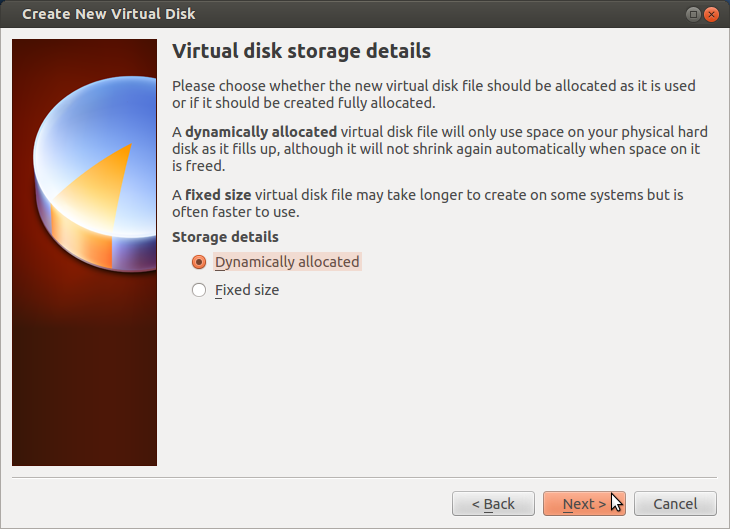 Create New Virtual Disk
Virtual disk storage details
Please choose whether the new virtual disk file should be allocated as it is used
or if it should be created fully allocated.
A dynamically allocated virtual disk file will only use space on your physical hard
disk as it fills up, although it will not shrink again automatically when space on it
is freed.
A fixed size virtual disk file may take longer to create on some systems but is
often faster to use.
Storage details
Dynamically allocated
Fixed size
< Back Next > Cancel